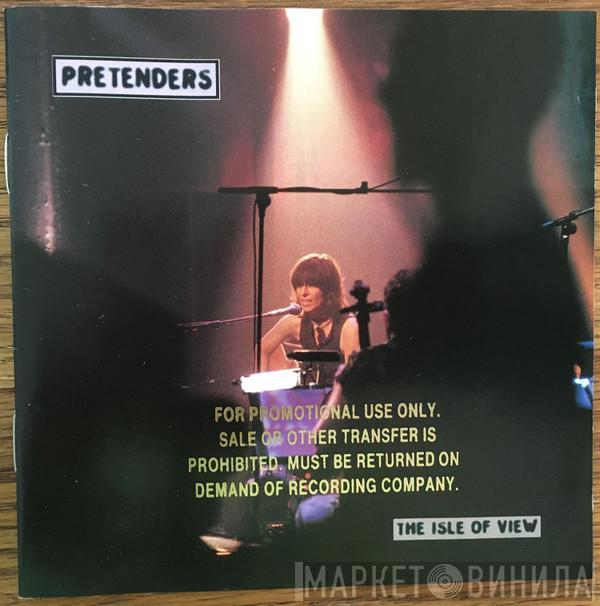 PRETENDERS
FOR PROMOTIONAL USE ONLY.
SALE OR OTHER TRANSFER IS
PROHIBITED. MUST BE RETURNED ON
DEMAND OF RECORDING COMPANY.
THE ISLE OF VIEW
МАРКЕТ ВИНИЛА